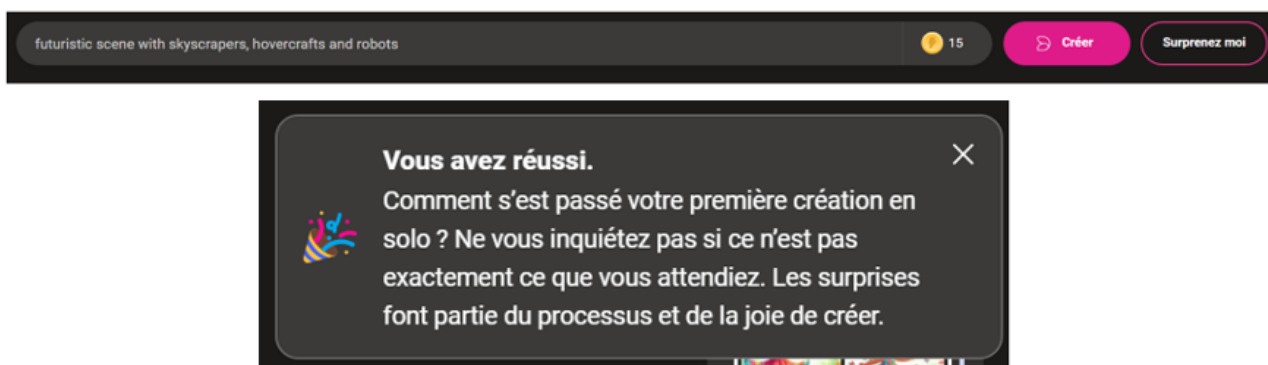 futuristic scene with skyscrapers, hovercrafts and robots 15 Créer Surprenez moi
Vous avez réussi.
Comment s’est passé votre première création en
solo ? Ne vous inquiétez pas si ce n’est pas
exactement ce que vous attendiez. Les surprises
font partie du processus et de la joie de créer.